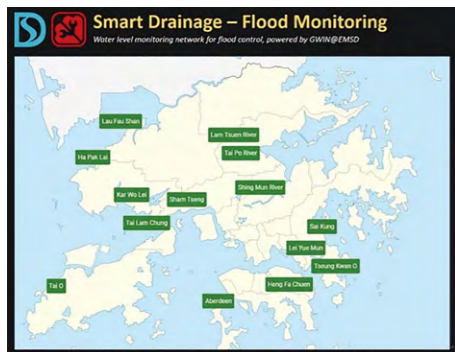 Smart Drainage – Flood Monitoring
Water level monitoring network for flood control, powered by GWIN@EMSD
Lau Fau Shan
Lam Tsuen River
Tai Po River
Ha Pak Lai
Shing Mun River
Kar Wo Lei
Sham Tseng
Tai Lam Chung
Sai Kung
Lei Yue Mun
Tseung Kwan O
Tai O
Heng Fa Chuen
Aberdeen